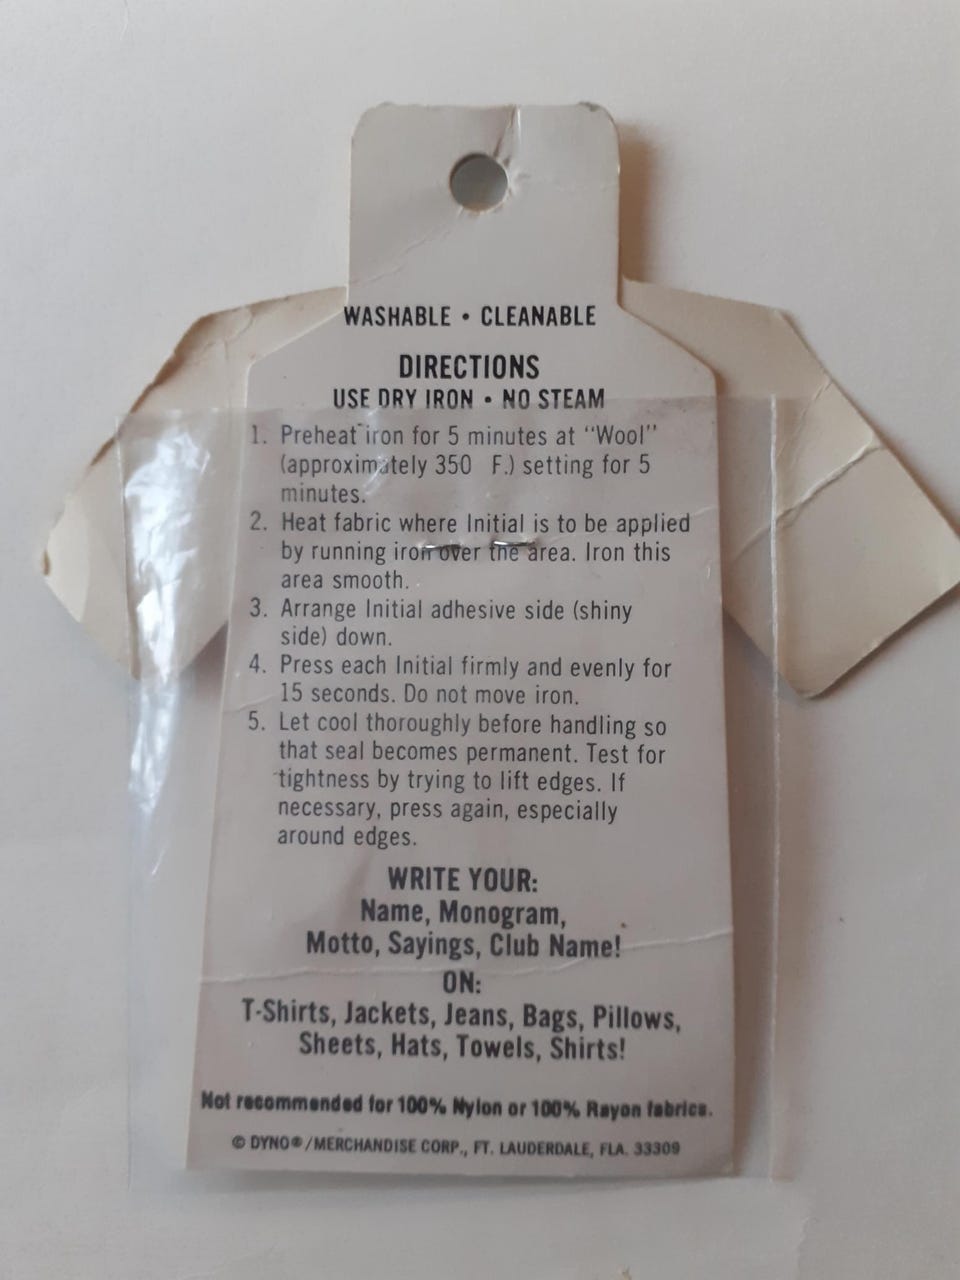 WASHABLE • CLEANABLE
DIRECTIONS
USE DRY IRON • NO STEAM
1. Preheat iron for 5 minutes at “Wool”
(approximately 350 F.) setting for 5
minutes.
2. Heat fabric where Initial is to be applied
by running iron over the area. Iron this
area smooth.
3. Arrange Initial adhesive side (shiny
side) down.
4. Press each Initial firmly and evenly for
15 seconds. Do not move iron.
5. Let cool thoroughly before handling so
that seal becomes permanent. Test for
tightness by trying to lift edges. If
necessary, press again, especially
around edges.
WRITE YOUR:
Name, Monogram,
Motto, Sayings, Club Name!
ON:
T-Shirts, Jackets, Jeans, Bags, Pillows,
Sheets, Hats, Towels, Shirts!
Not recommended for 100% Nylon or 100% Rayon fabrics.
© DYNO®/MERCHANDISE CORP., FT. LAUDERDALE, FLA. 33309